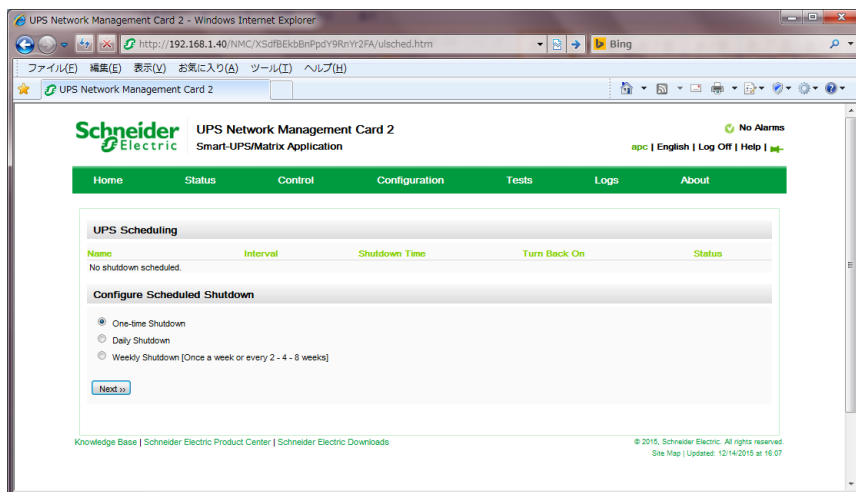 UPS Network Management Card 2 - Windows Internet Explorer
http://192.168.1.40/NMC/XSdfBEkbBnPpdY9RnYr2FA/ulsched.htm
Bing
ファイル(F) 編集(E) 表示(V) お気に入り(A) ツール(T) ヘルプ(H)
UPS Network Management Card 2
Schneider Electric
UPS Network Management Card 2
Smart-UPS/Matrix Application
No Alarms
apc | English | Log Off | Help |
Home Status Control Configuration Tests Logs About
UPS Scheduling
Name Interval Shutdown Time Turn Back On Status
No shutdown scheduled.
Configure Scheduled Shutdown
One-time Shutdown
Daily Shutdown
Weekly Shutdown [Once a week or every 2 - 4 - 8 weeks]
Next >>
Knowledge Base | Schneider Electric Product Center | Schneider Electric Downloads
© 2015, Schneider Electric. All rights reserved.
Site Map | Updated: 12/14/2015 at 16:07